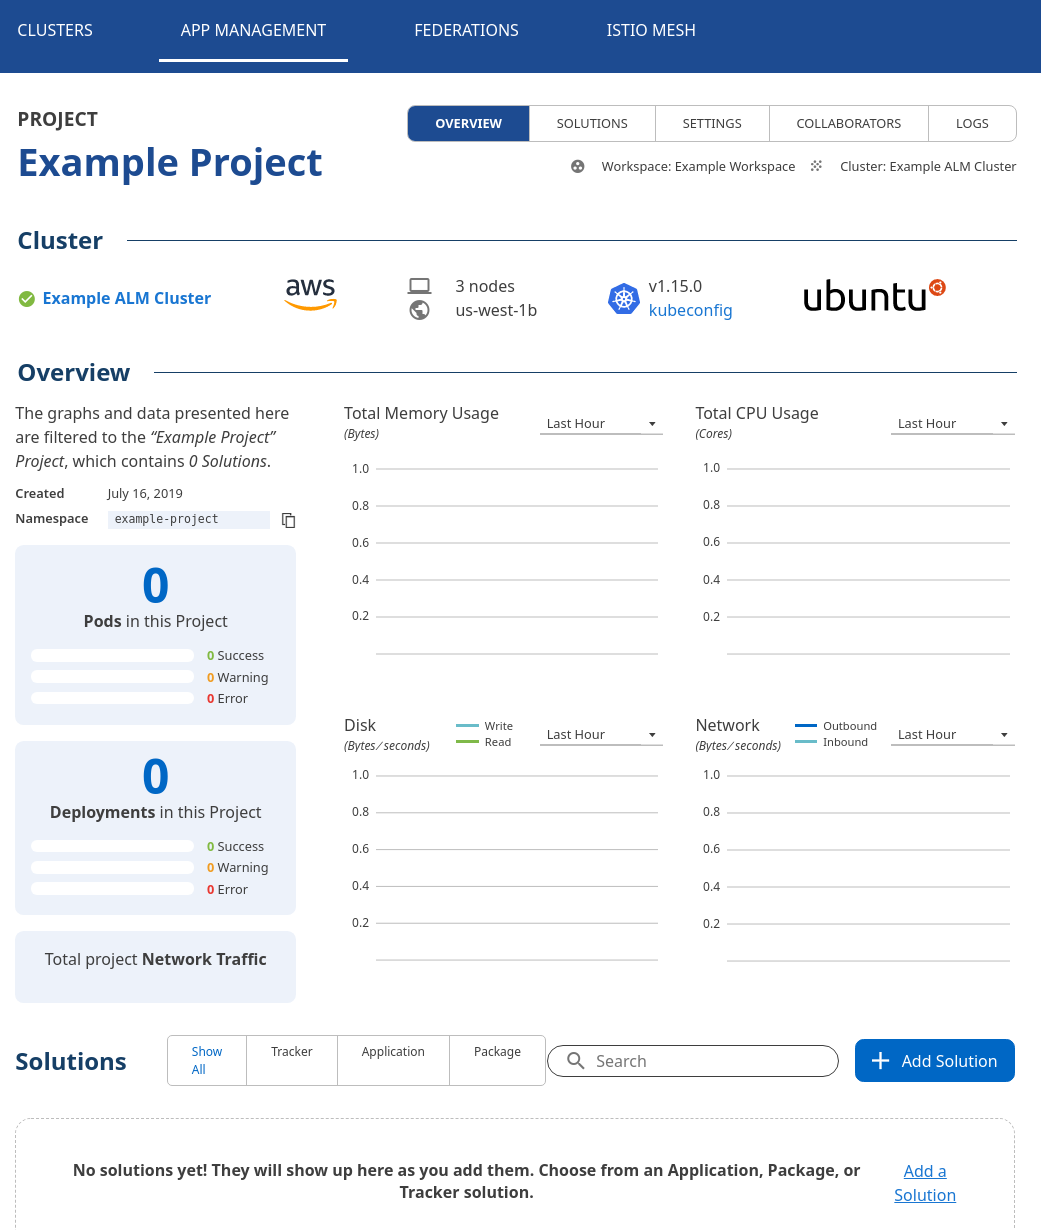 CLUSTERS
APP MANAGEMENT
FEDERATIONS
ISTIO MESH
PROJECT
Example Project
OVERVIEW
SOLUTIONS
SETTINGS
COLLABORATORS
LOGS
Workspace: Example Workspace
Cluster: Example ALM Cluster
Cluster
Example ALM Cluster
aws
3 nodes
us-west-1b
v1.15.0
kubeconfig
ubuntu
Overview
The graphs and data presented here
are filtered to the “Example Project”
Project, which contains 0 Solutions.
Created July 16, 2019
Namespace example-project
0
Pods in this Project
0 Success
0 Warning
0 Error
0
Deployments in this Project
0 Success
0 Warning
0 Error
Total project Network Traffic
Total Memory Usage
(Bytes)
Last Hour
1.0
0.8
0.6
0.4
0.2
Total CPU Usage
(Cores)
Last Hour
1.0
0.8
0.6
0.4
0.2
Disk
(Bytes/seconds)
Write
Read
Last Hour
1.0
0.8
0.6
0.4
0.2
Network
(Bytes/seconds)
Outbound
Inbound
Last Hour
1.0
0.8
0.6
0.4
0.2
Solutions
Show
All
Tracker
Application
Package
Search
Add Solution
No solutions yet! They will show up here as you add them. Choose from an Application, Package, or
Tracker solution.
Add a
Solution